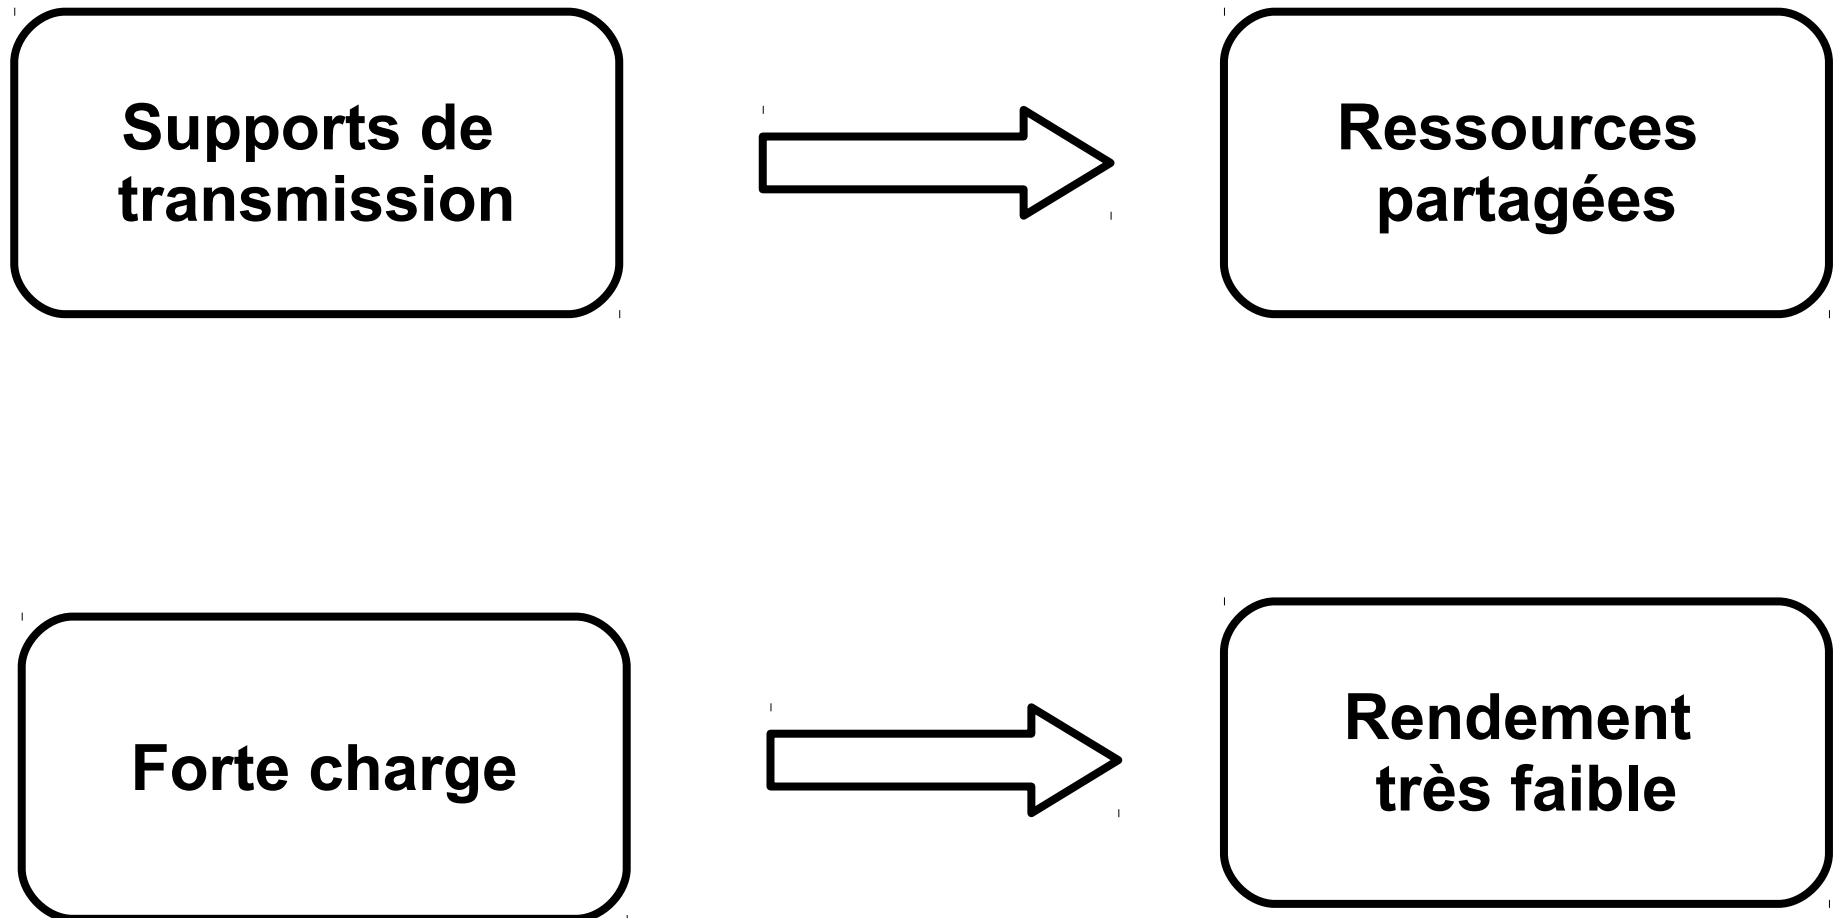 Supports de
transmission
Ressources
partagées
Forte charge
Rendement
très faible